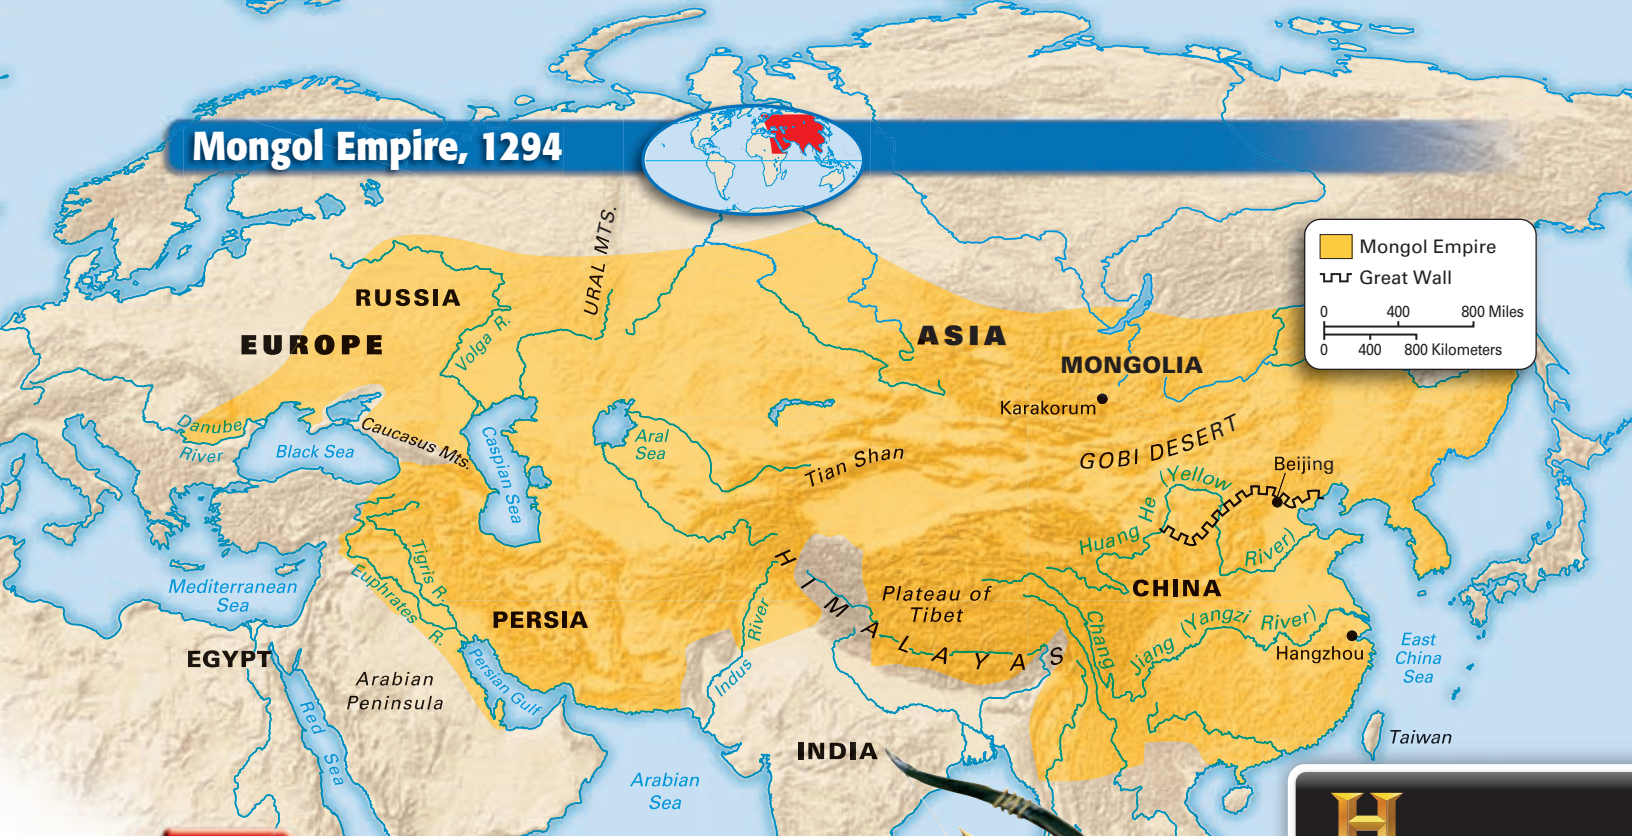 Mongol Empire, 1294
Mongol Empire
Great Wall
0 400 800 Miles
0 400 800 Kilometers
URAL MTS.
RUSSIA
EUROPE
Volga R.
ASIA
MONGOLIA
Karakorum
Danube
River
Black Sea
Caucasus Mts.
Caspian Sea
Aral
Sea
Tian Shan
GOBI DESERT
Beijing
Huang He
(Yellow
River)
Mediterranean
Sea
Tigris R.
Euphrates R.
PERSIA
HIMALAYAS
Plateau of
Tibet
CHINA
Chang
Jiang (Yangzi River)
Hangzhou
East
China
Sea
EGYPT
Arabian
Peninsula
Persian Gulf
Indus
River
Red Sea
INDIA
Arabian
Sea
Taiwan
H